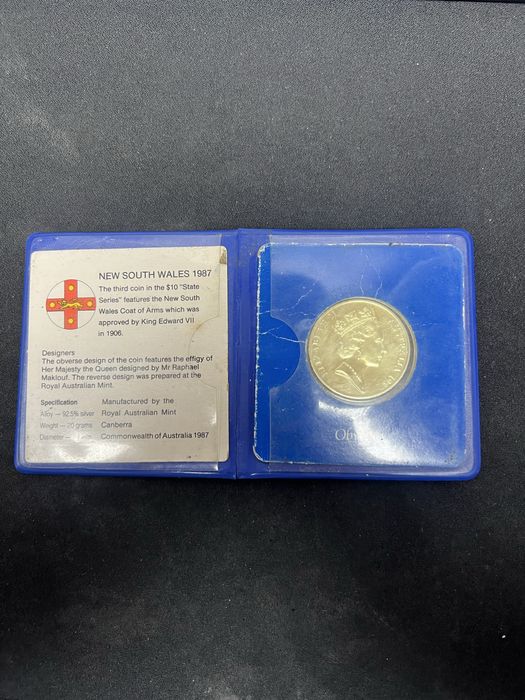 NEW SOUTH WALES 1987
The third coin in the $10 "State
Series" features the New South
Wales Coat of Arms which was
approved by King Edward VII
in 1906.
Designers
The obverse design of the coin features the effigy of
Her Majesty the Queen designed by Mr Raphael
Maklouf. The reverse design was prepared at the
Royal Australian Mint.
Specification
Alloy — 92.5% silver
Weight — 20 grams
Diameter —
Manufactured by the
Royal Australian Mint
Canberra
Commonwealth of Australia 1987
ELIZABETH II
AUSTRALIA